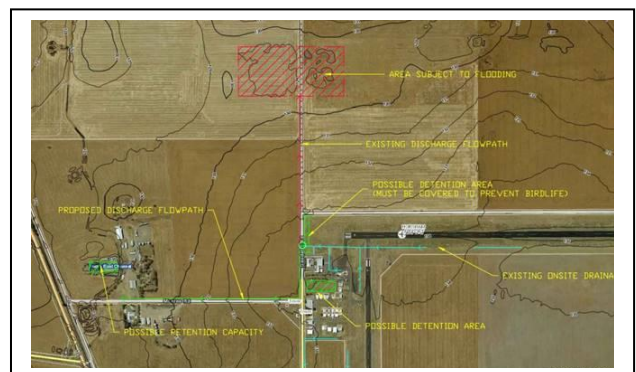 AREA SUBJECT TO FLOODING
EXISTING DISCHARGE FLOWPATH
POSSIBLE DETENTION AREA
(MUST BE COVERED TO PREVENT BIRDLIFE)
PROPOSED DISCHARGE FLOWPATH
EXISTING ONSITE DRAINA
POSSIBLE RETENTION CAPACITY
POSSIBLE DETENTION AREA